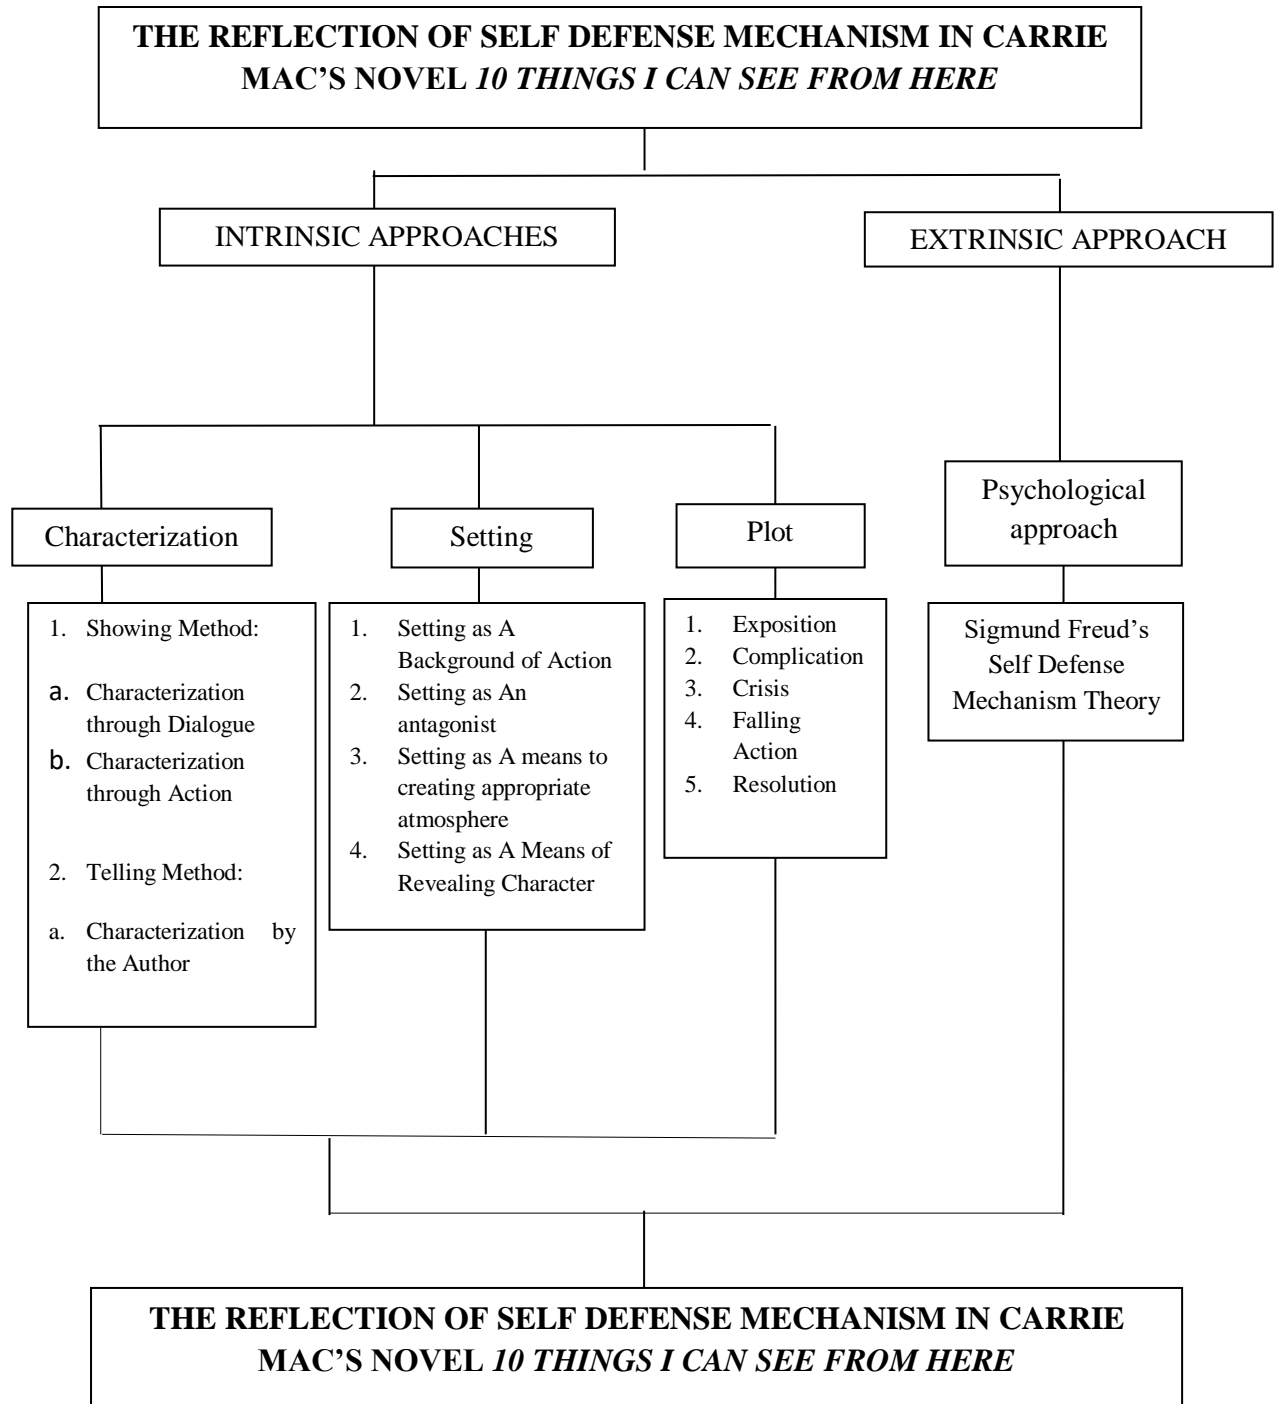 THE REFLECTION OF SELF DEFENSE MECHANISM IN CARRIE
MAC’S NOVEL 10 THINGS I CAN SEE FROM HERE
INTRINSIC APPROACHES
EXTRINSIC APPROACH
Characterization
1. Showing Method:
a. Characterization
through Dialogue
b. Characterization
through Action
2. Telling Method:
a. Characterization by
the Author
Setting
1. Setting as A
Background of Action
2. Setting as An
antagonist
3. Setting as A means to
creating appropriate
atmosphere
4. Setting as A Means of
Revealing Character
Plot
1. Exposition
2. Complication
3. Crisis
4. Falling
Action
5. Resolution
Psychological
approach
Sigmund Freud’s
Self Defense
Mechanism Theory
THE REFLECTION OF SELF DEFENSE MECHANISM IN CARRIE
MAC’S NOVEL 10 THINGS I CAN SEE FROM HERE